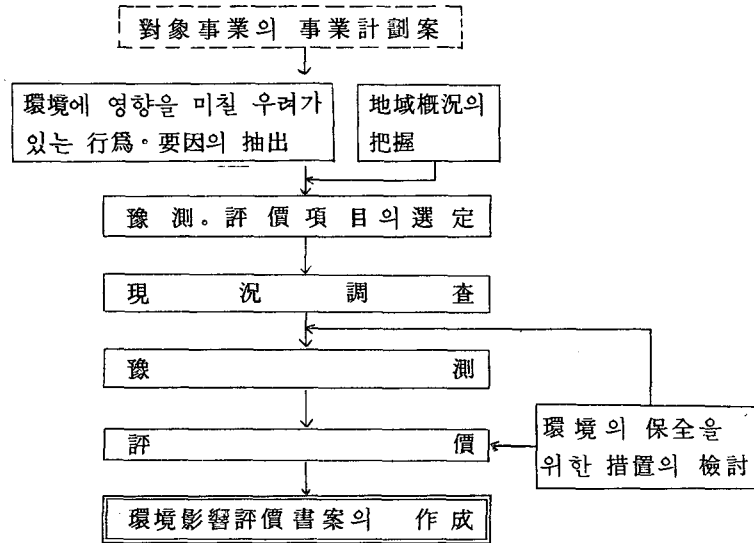 對象事業의 事業計劃案
環境에 영향을 미칠 우려가
있는 行爲·要因의 抽出
地域槪況의
把握
豫測。評價項目의選定
現況調査
豫測
評價
環境의 保全을
위한 措置의 檢討
環境影響評價書案의 作成